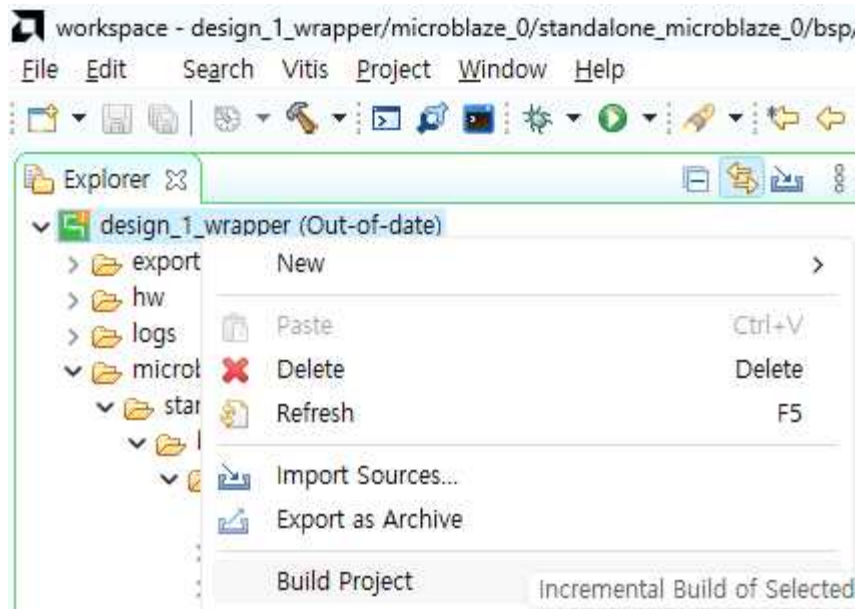 workspace - design_1_wrapper/microblaze_0/standalone_microblaze_0/bsp/
File Edit Search Vitis Project Window Help
Explorer
design_1_wrapper (Out-of-date)
export
New
hw
logs
Paste Ctrl+V
Delete Delete
Refresh F5
Import Sources...
Export as Archive
Build Project
Incremental Build of Selected